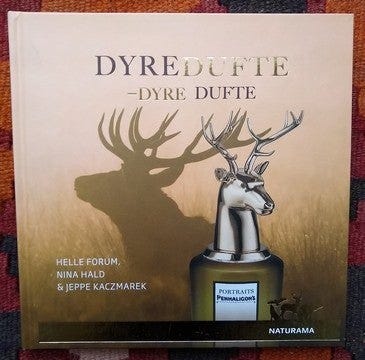 DYREDUFTE
–DYRE DUFTE
HELLE FORUM,
NINA HALD
& JEPPE KACZMAREK
PORTRAITS
PENHALIGON'S
NATURAMA